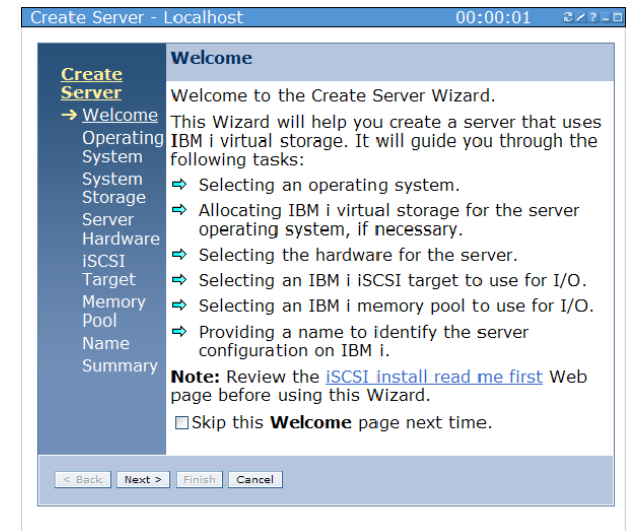 Create Server - Localhost 00:00:01
Create
Server
Welcome
Operating
System
System
Storage
Server
Hardware
iSCSI
Target
Memory
Pool
Name
Summary
Welcome
Welcome to the Create Server Wizard.
This Wizard will help you create a server that uses
IBM i virtual storage. It will guide you through the
following tasks:
Selecting an operating system.
Allocating IBM i virtual storage for the server
operating system, if necessary.
Selecting the hardware for the server.
Selecting an IBM i iSCSI target to use for I/O.
Selecting an IBM i memory pool to use for I/O.
Providing a name to identify the server
configuration on IBM i.
Note: Review the iSCSI install read me first Web
page before using this Wizard.
Skip this Welcome page next time.
< Back Next > Finish Cancel